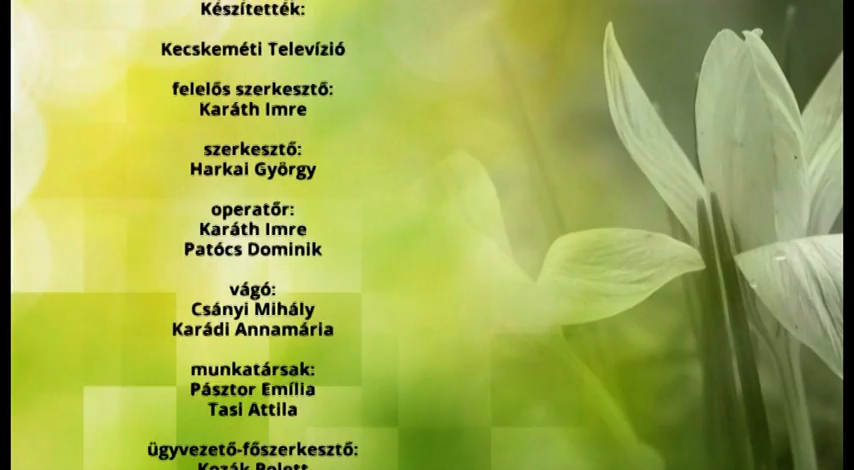 Készítették:
Kecskeméti Televízió
felelős szerkesztő:
Karáth Imre
szerkesztő:
Harkai György
operatőr:
Karáth Imre
Patócs Dominik
vágó:
Csányi Mihály
Karádi Annamária
munkatársak:
Pásztor Emília
Tasi Attila
ügyvezető-főszerkesztő: